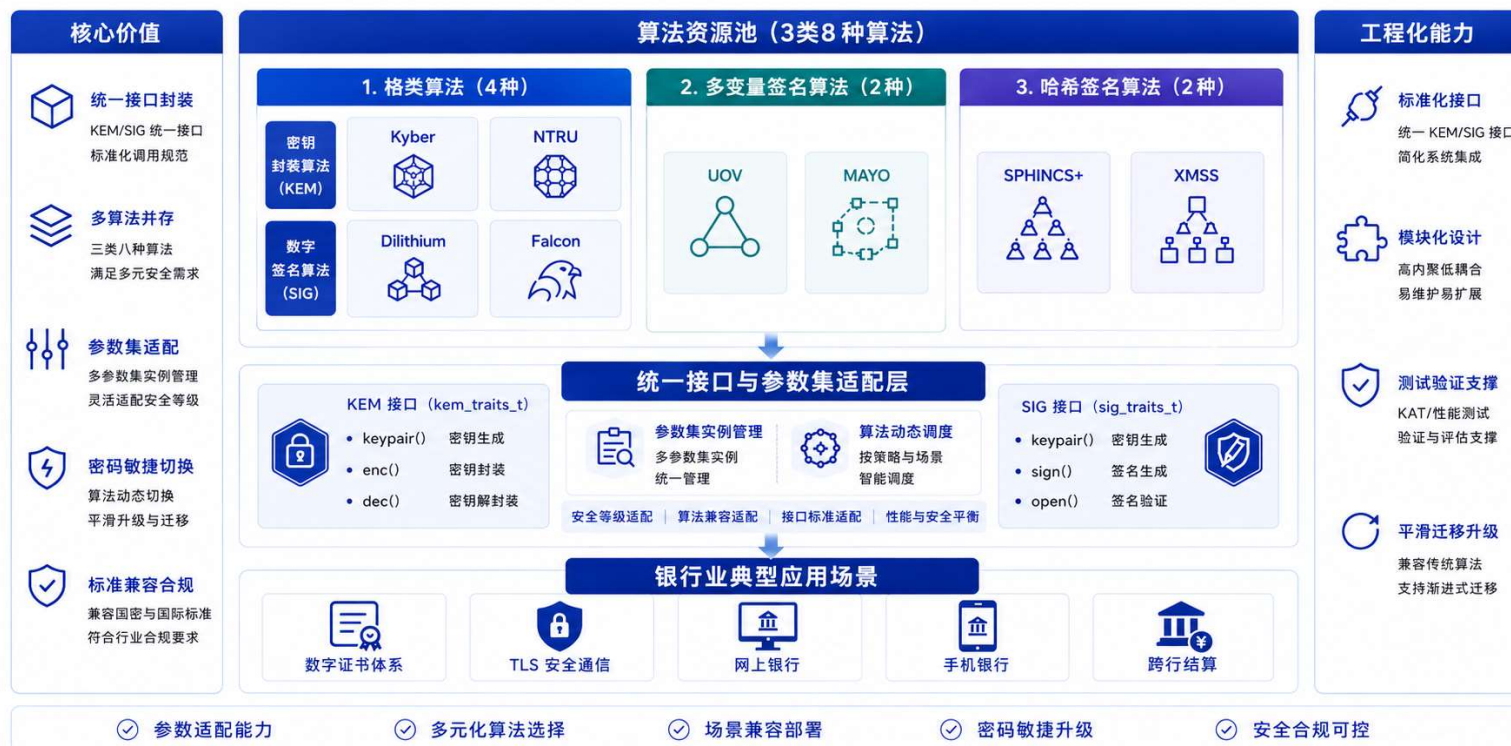 核心价值
统一接口封装
KEM/SIG 统一接口
标准化调用规范
多算法并存
三类八种算法
满足多元安全需求
参数集适配
多参数集实例管理
灵活适配安全等级
密码敏捷切换
算法动态切换
平滑升级与迁移
标准兼容合规
兼容国密与国际标准
符合行业合规要求
算法资源池（3类8种算法）
1. 格类算法（4种）
密钥
封装算法
（KEM）
Kyber
NTRU
数字
签名算法
（SIG）
Dilithium
Falcon
2. 多变量签名算法（2种）
UOV
MAYO
3. 哈希签名算法（2种）
SPHINCS+
XMSS
统一接口与参数集适配层
KEM 接口（kem_traits_t）
• keypair() 密钥生成
• enc() 密钥封装
• dec() 密钥解封装
参数集实例管理
多参数集实例
统一管理
算法动态调度
按策略与场景
智能调度
安全等级适配 | 算法兼容适配 | 接口标准适配 | 性能与安全平衡
SIG 接口（sig_traits_t）
• keypair() 密钥生成
• sign() 签名生成
• open() 签名验证
银行业典型应用场景
数字证书体系
TLS 安全通信
网上银行
手机银行
¥
跨行结算
工程化能力
标准化接口
统一 KEM/SIG 接口
简化系统集成
模块化设计
高内聚低耦合
易维护易扩展
测试验证支撑
KAT/性能测试
验证与评估支撑
平滑迁移升级
兼容传统算法
支持渐进式迁移
参数适配能力
多元化算法选择
场景兼容部署
密码敏捷升级
安全合规可控